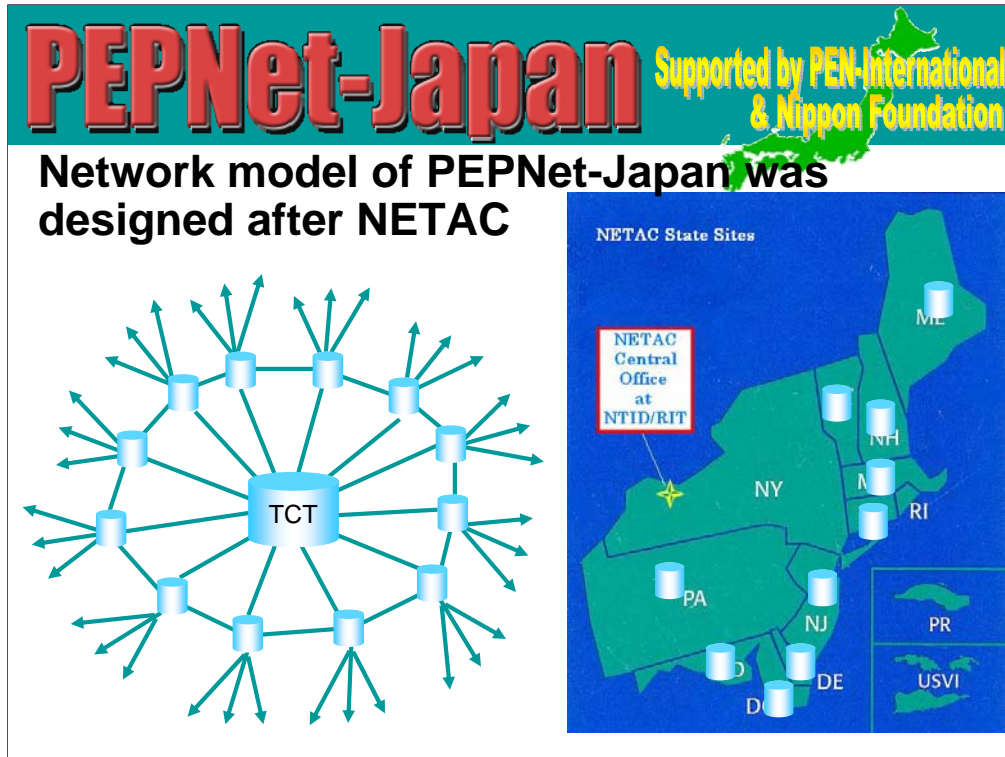 PEPNet-Japan
Supported by PEN-International
& Nippon Foundation
Network model of PEPNet-Japan was
designed after NETAC
NETAC State Sites
NETAC
Central
Office
at
NTID/RIT
ME
NH
NY
M
RI
PA
NJ
PR
D
DE
USVI
DC
TCT